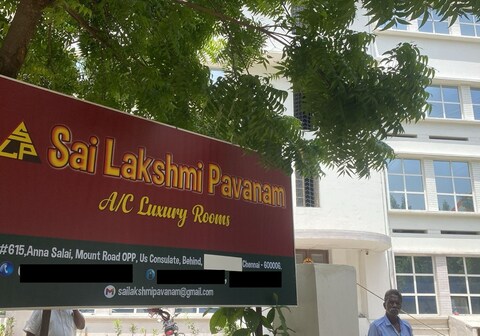 SLP
Sai Lakshmi Pavanam
A/C Luxury Rooms
#615,Anna Salai, Mount Road OPP, Us Consulate, Behind, Chennai - 600006.
sailakshmipavanam@gmail.com